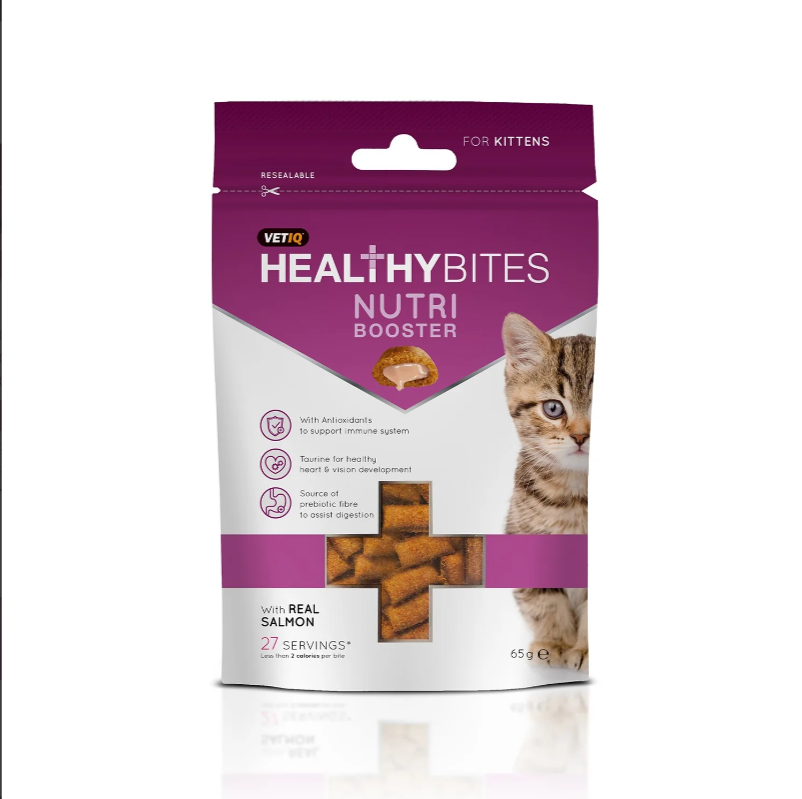 FOR KITTENS
RESEALABLE
VETIQ
HEALTHYBITES
NUTRI
BOOSTER
With Antioxidants
to support immune system
Taurine for healthy
heart & vision development
Source of
prebiotic fibre
to assist digestion
With REAL
SALMON
27 SERVINGS*
Less than 2 calories per bite
65g ℮